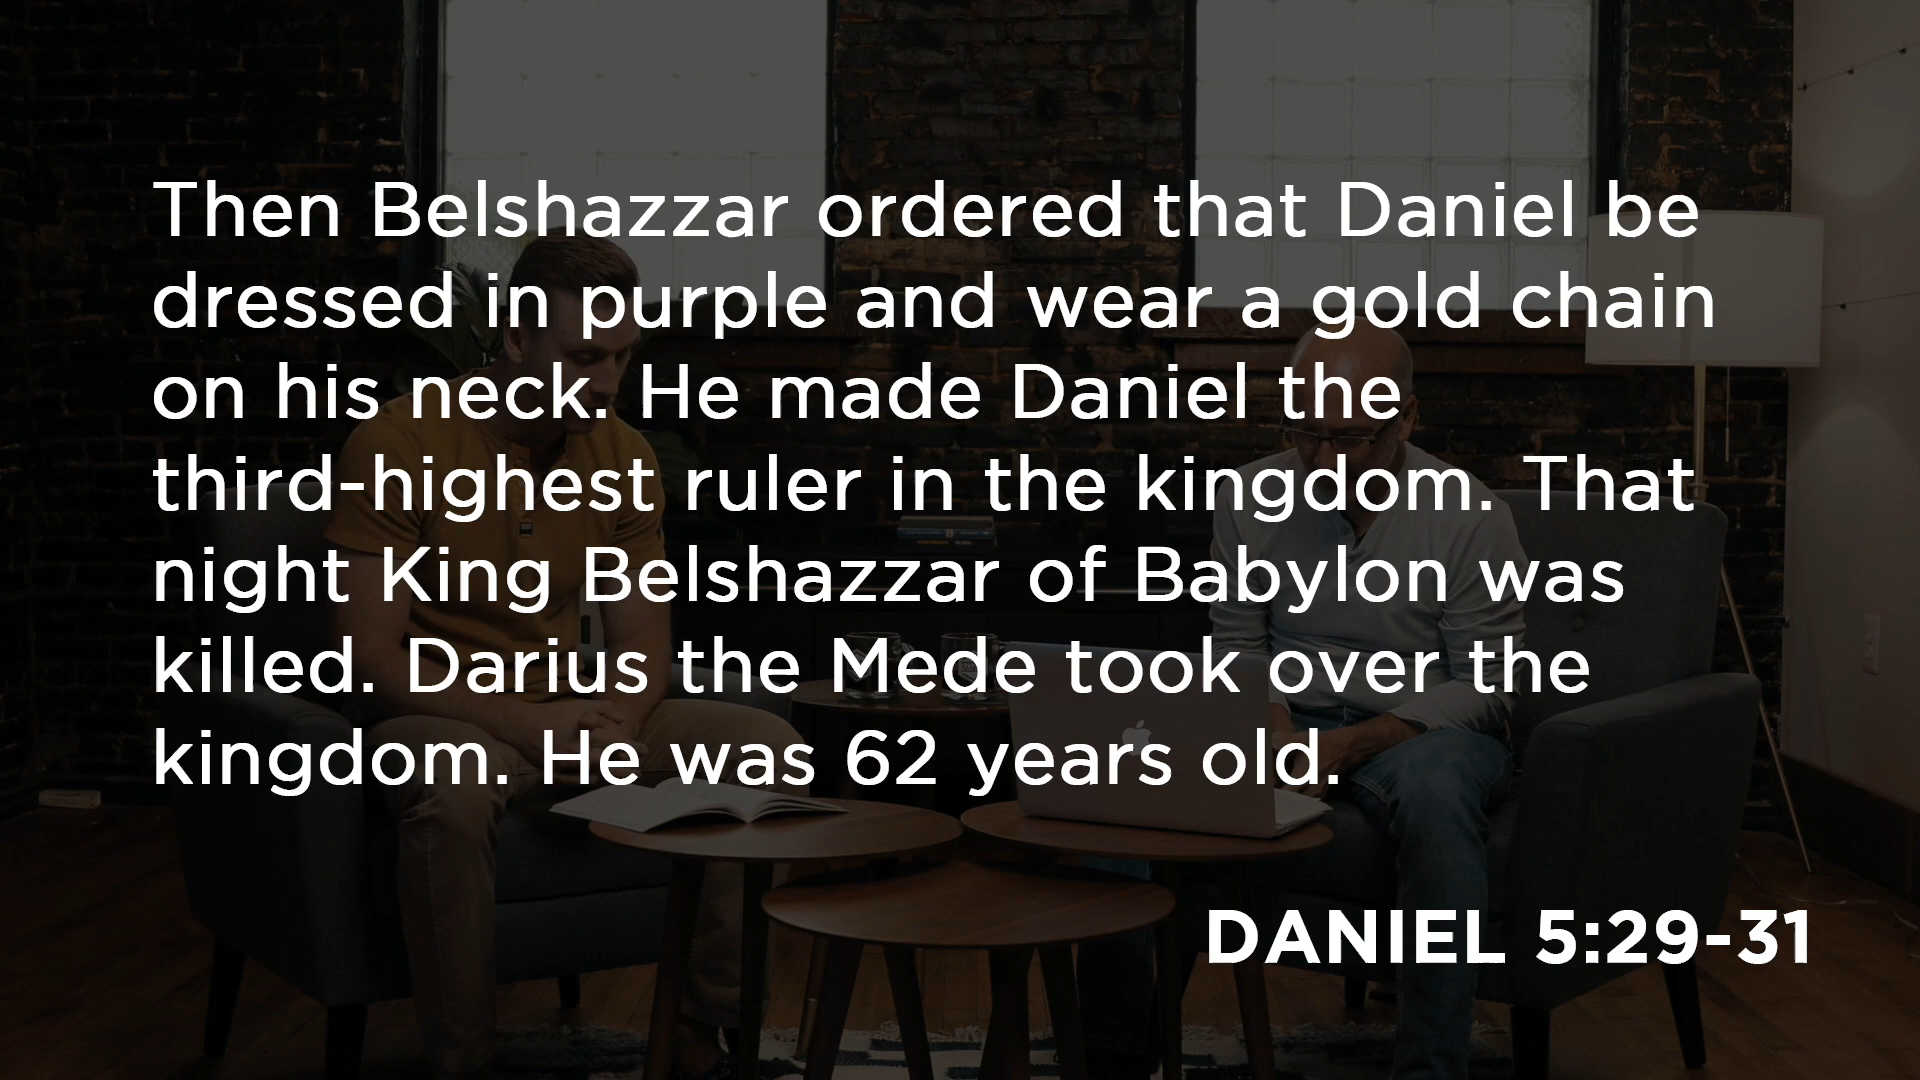 Then Belshazzar ordered that Daniel be
dressed in purple and wear a gold chain
on his neck. He made Daniel the
third-highest ruler in the kingdom. That
night King Belshazzar of Babylon was
killed. Darius the Mede took over the
kingdom. He was 62 years old.
DANIEL 5:29-31